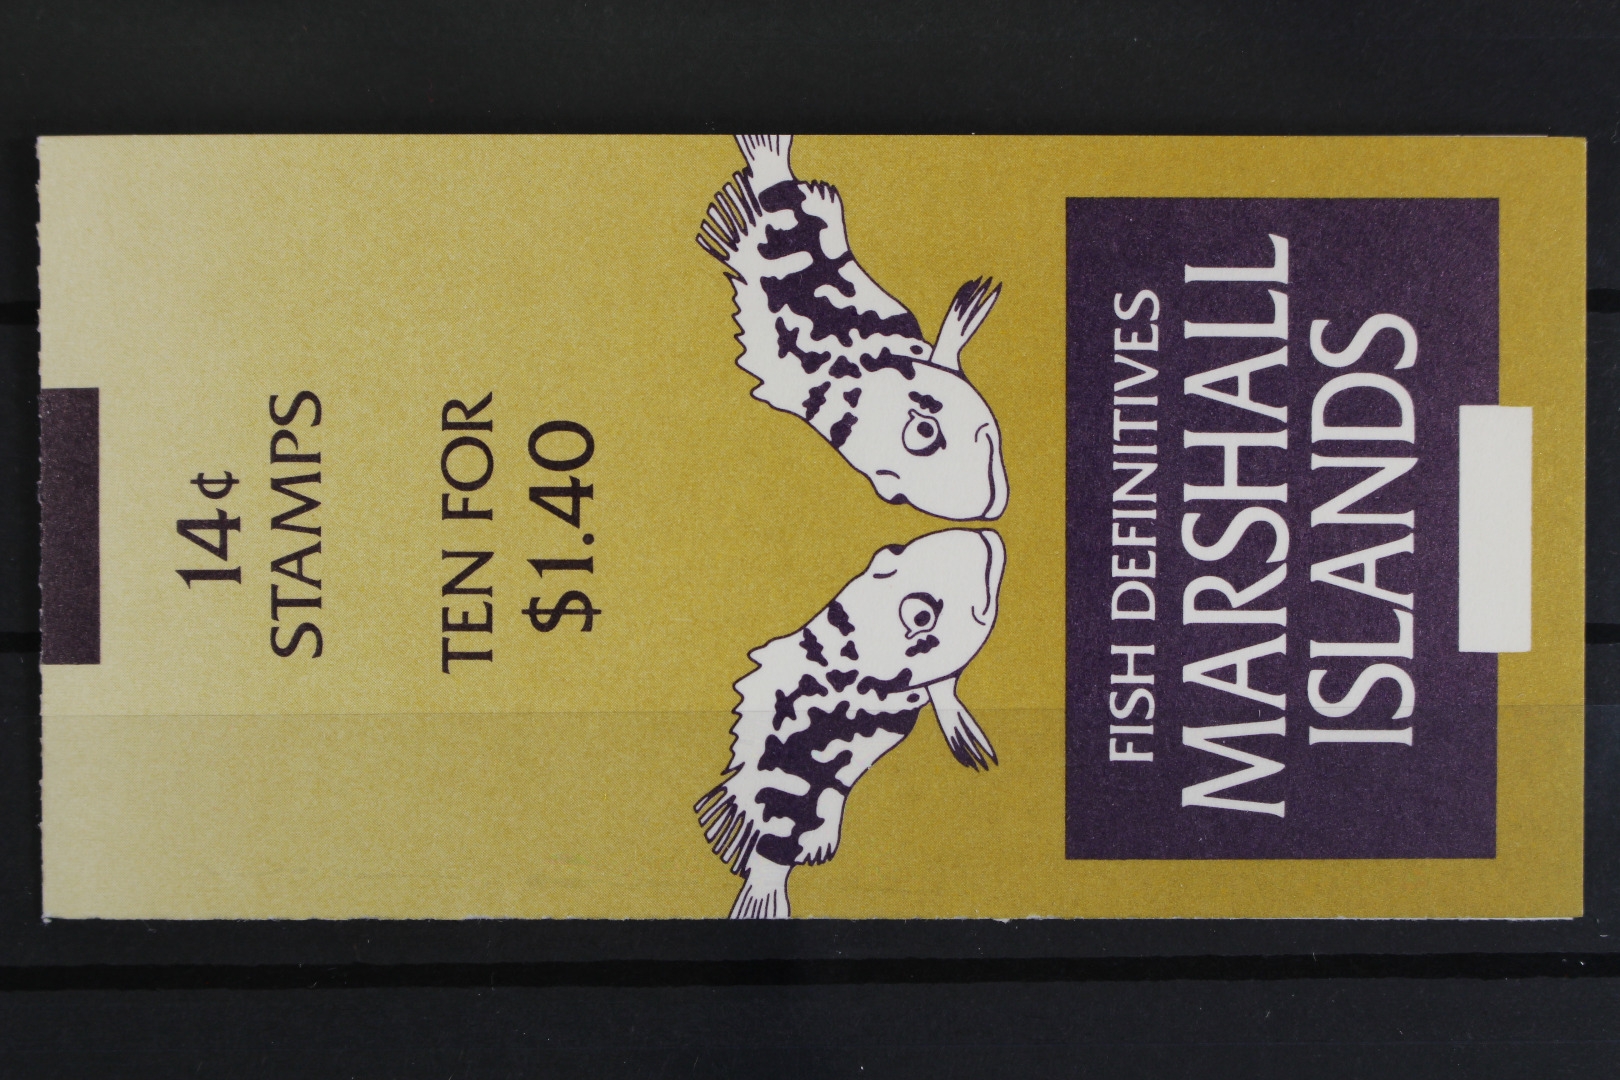 14¢
STAMPS
TEN FOR
$1.40
FISH DEFINITIVES
MARSHALL
ISLANDS